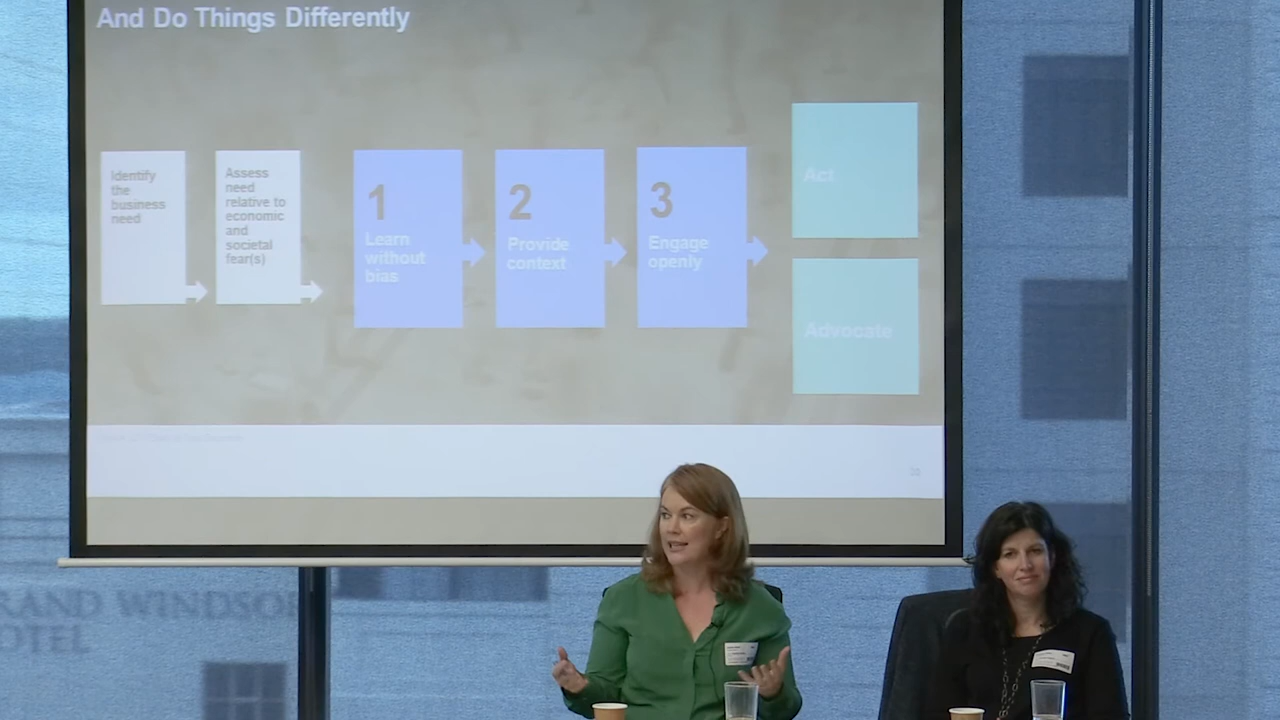 And Do Things Differently
Identify
the
business
need
Assess
need
relative to
economic
and
societal
fear(s)
1
Learn
without
bias
2
Provide
context
3
Engage
openly
Act
Advocate
RAND WINDSOR
OTEL